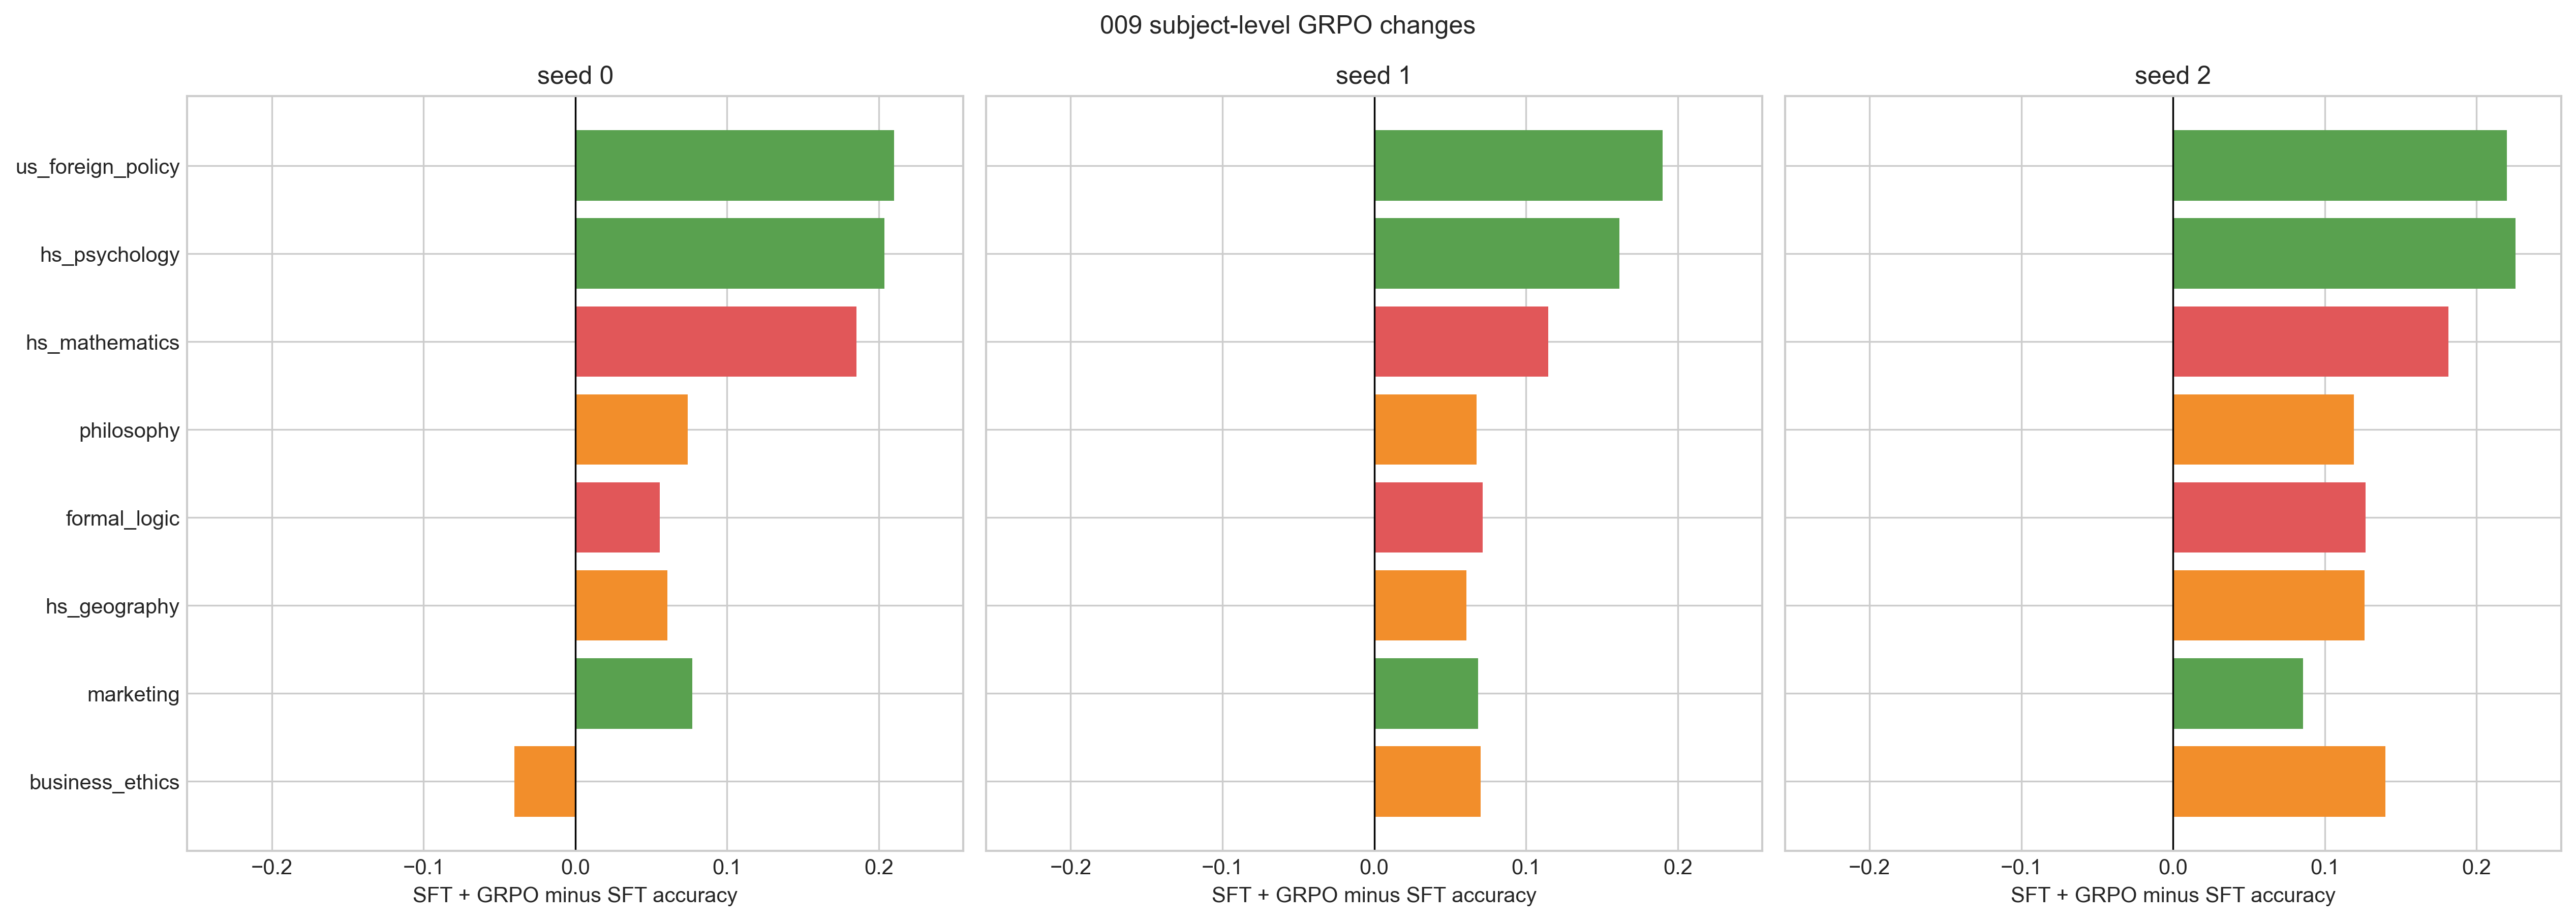 009 subject-level GRPO changes
seed 0
seed 1
seed 2
us_foreign_policy
hs_psychology
hs_mathematics
philosophy
formal_logic
hs_geography
marketing
business_ethics
−0.2 −0.1 0.0 0.1 0.2
−0.2 −0.1 0.0 0.1 0.2
−0.2 −0.1 0.0 0.1 0.2
SFT + GRPO minus SFT accuracy
SFT + GRPO minus SFT accuracy
SFT + GRPO minus SFT accuracy